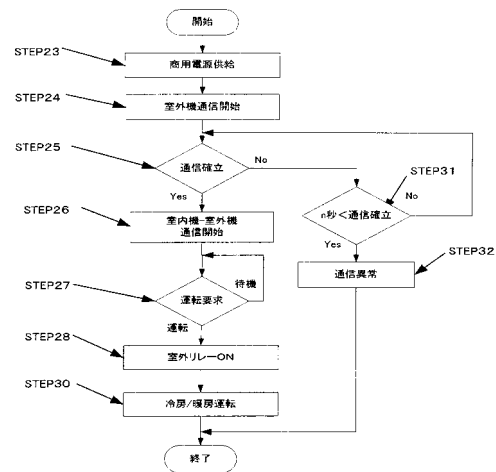 開始
STEP23
商用電源供給
STEP24
室外機通信開始
STEP25
通信確立
No
STEP31
Yes
No
n秒<通信確立
STEP26
室内機-室外機
通信開始
Yes
STEP32
通信異常
STEP27
待機
運転要求
運転
STEP28
室外リレーON
STEP30
冷房/暖房運転
終了